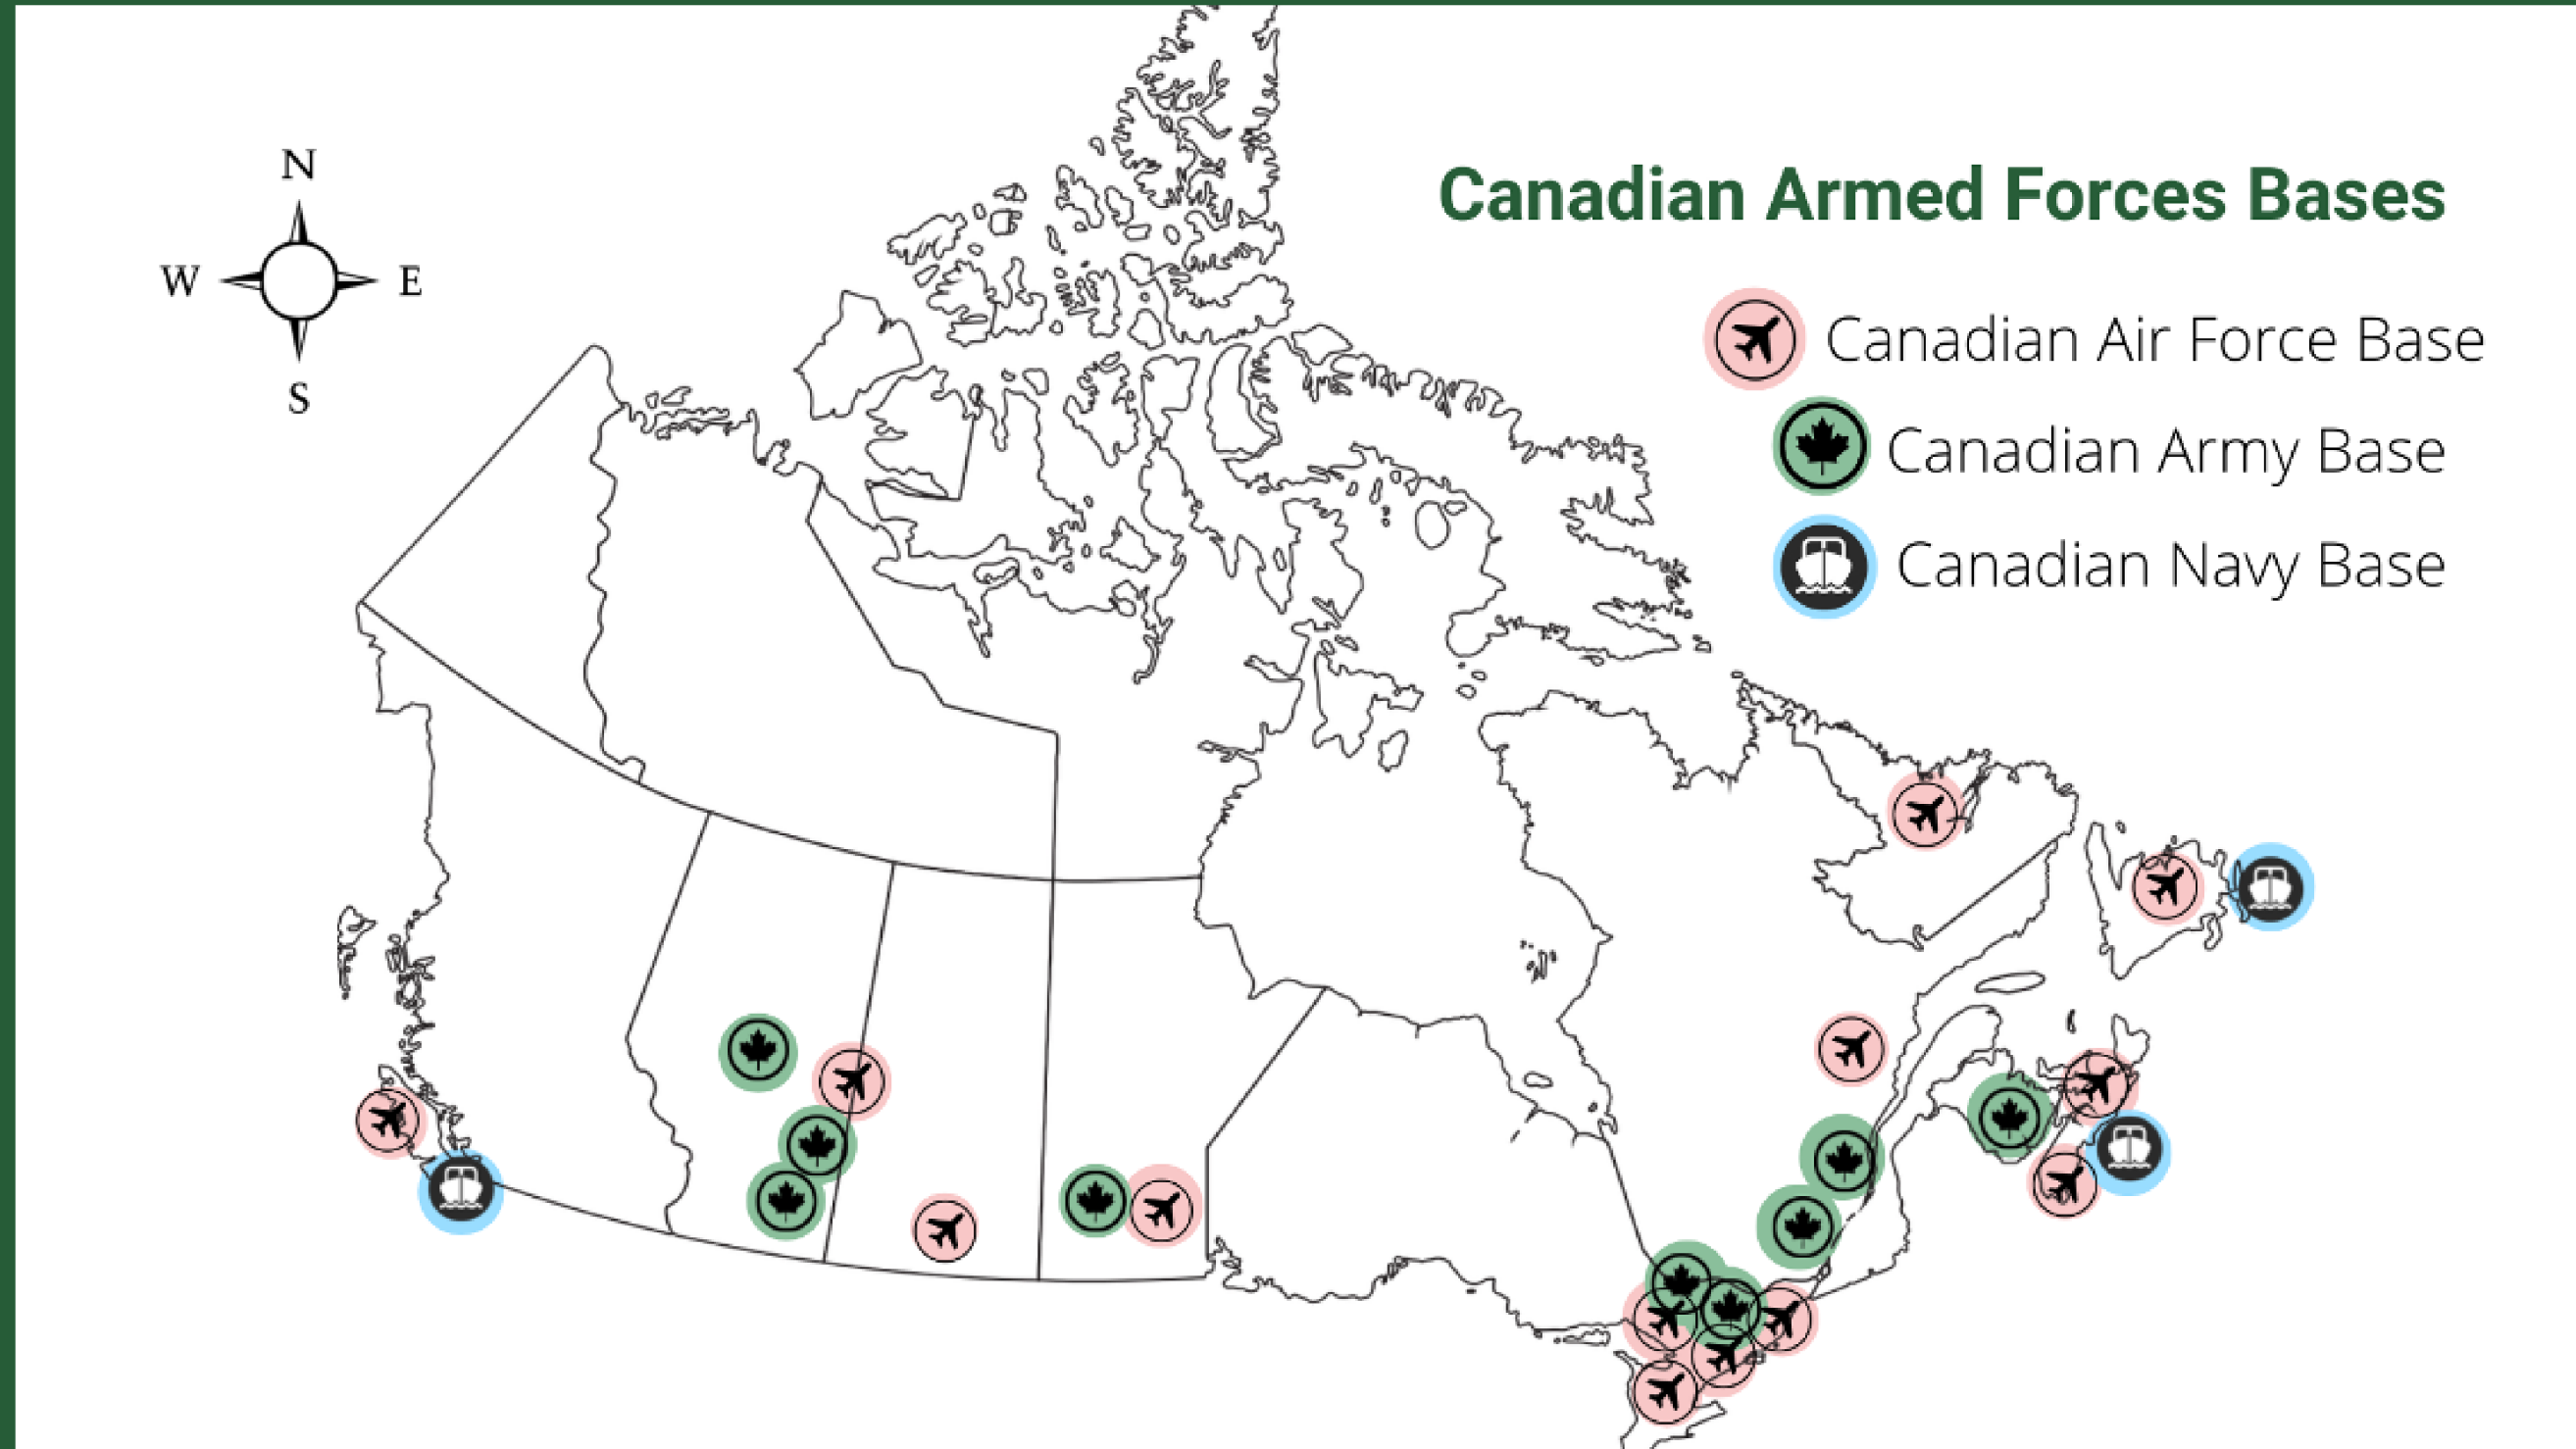 N
W E
S
Canadian Armed Forces Bases
Canadian Air Force Base
Canadian Army Base
Canadian Navy Base